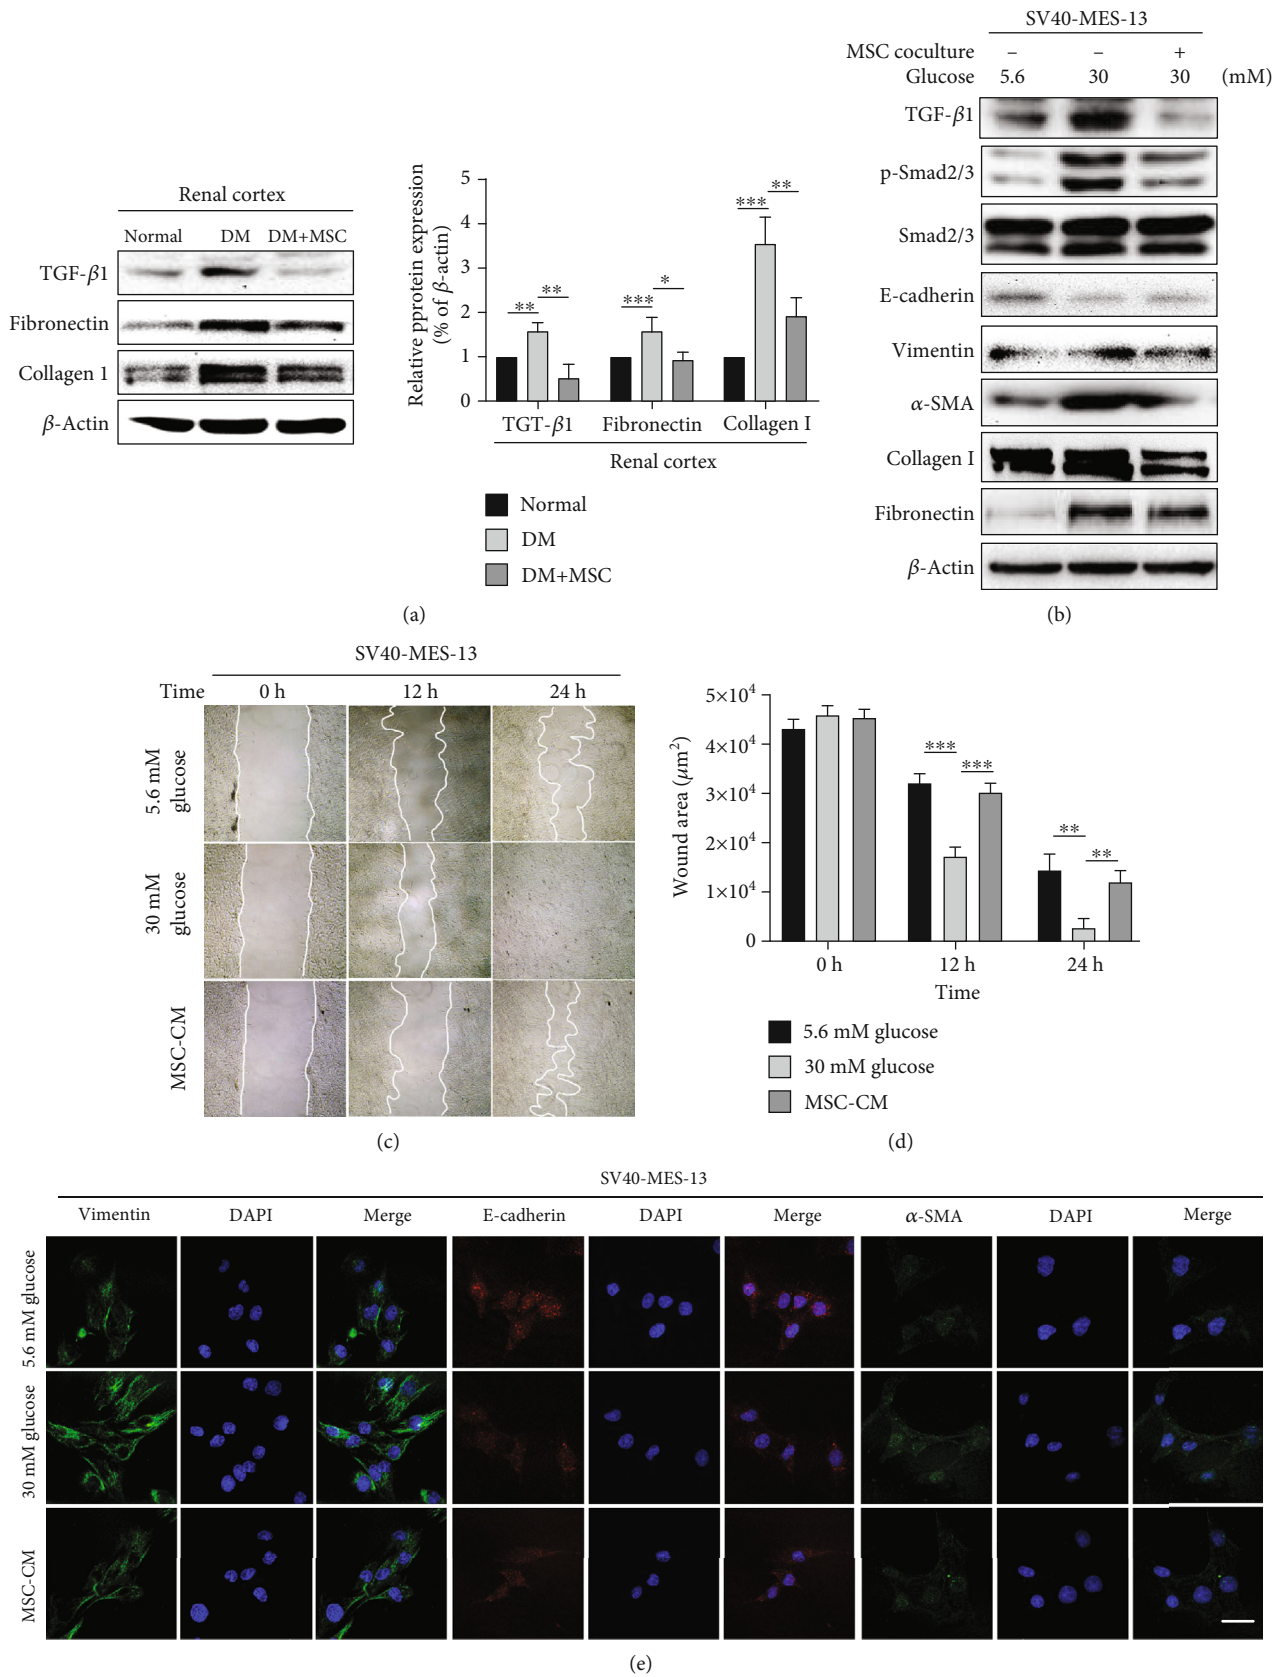 Renal cortex
Normal DM DM+MSC
TGF-β1
Fibronectin
Collagen 1
β-Actin
Relative pprotein expression
(% of β-actin)
5
4
3
2
1
0
** ** *** * *** **
TGT-β1 Fibronectin Collagen I
Renal cortex
Normal
DM
DM+MSC
(a)
SV40-MES-13
MSC coculture – – +
Glucose 5.6 30 30 (mM)
TGF-β1
p-Smad2/3
Smad2/3
E-cadherin
Vimentin
α-SMA
Collagen I
Fibronectin
β-Actin
(b)
SV40-MES-13
Time 0 h 12 h 24 h
5.6 mM
glucose
30 mM
glucose
MSC-CM
(c)
Wound area (μm²)
5×10⁴
4×10⁴
3×10⁴
2×10⁴
1×10⁴
0
*** *** ** **
0 h 12 h 24 h
Time
5.6 mM glucose
30 mM glucose
MSC-CM
(d)
SV40-MES-13
Vimentin DAPI Merge E-cadherin DAPI Merge α-SMA DAPI Merge
5.6 mM glucose
30 mM glucose
MSC-CM
(e)